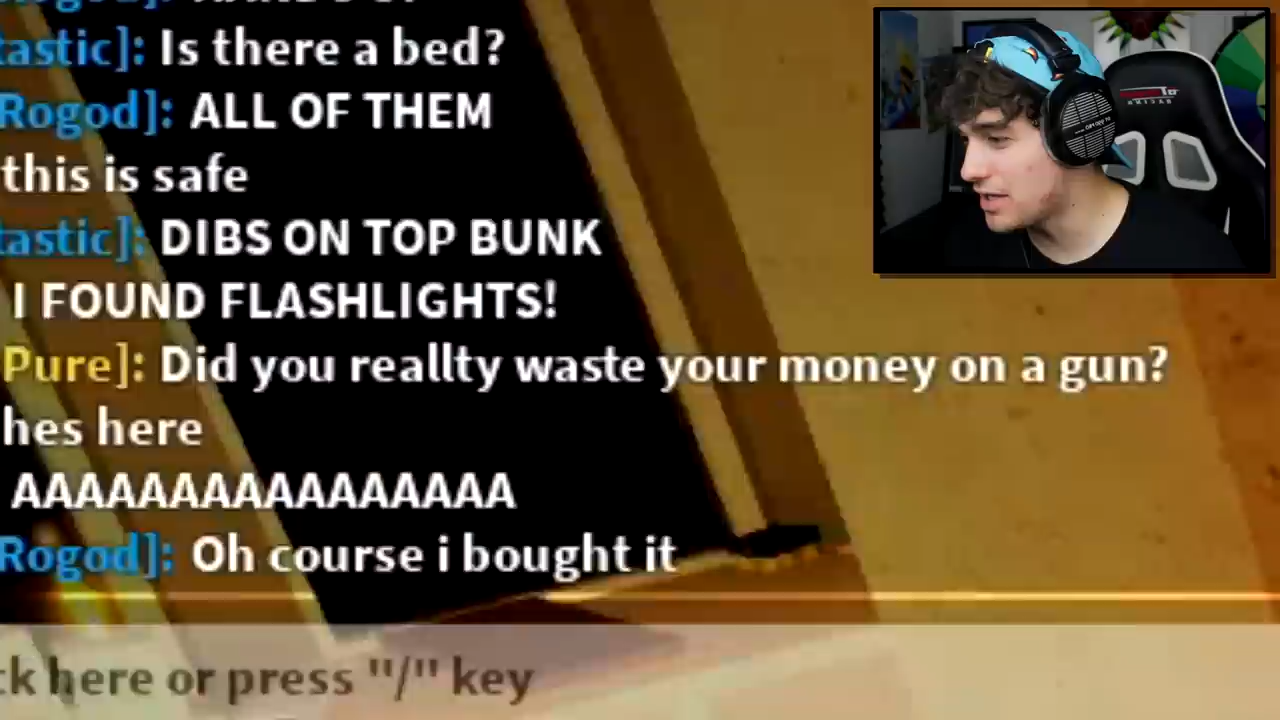 tastic]: Is there a bed?
Rogod]: ALL OF THEM
this is safe
tastic]: DIBS ON TOP BUNK
I FOUND FLASHLIGHTS!
Pure]: Did you reallty waste your money on a gun?
hes here
AAAAAAAAAAAAAAAA
Rogod]: Oh course i bought it
ck here or press "/" key